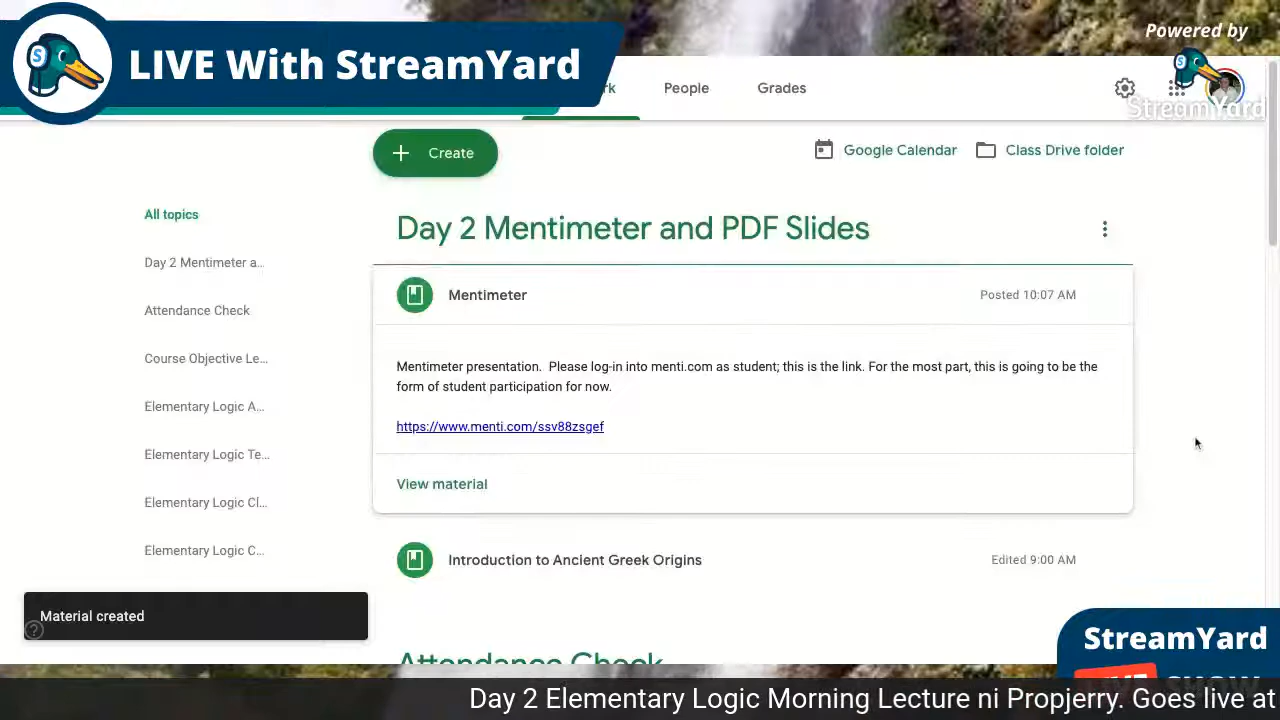 LIVE With StreamYard
Powered by
StreamYard
rk
People
Grades
Create
Google Calendar
Class Drive folder
All topics
Day 2 Mentimeter a...
Attendance Check
Course Objective Le...
Elementary Logic A...
Elementary Logic Te...
Elementary Logic Cl...
Elementary Logic C...
Day 2 Mentimeter and PDF Slides
Mentimeter
Posted 10:07 AM
Mentimeter presentation. Please log-in into menti.com as student; this is the link. For the most part, this is going to be the
form of student participation for now.
https://www.menti.com/ssv88zsgef
View material
Introduction to Ancient Greek Origins
Edited 9:00 AM
Attendance Check
Material created
StreamYard
LIVE SHOW
Day 2 Elementary Logic Morning Lecture ni Propjerry. Goes live at